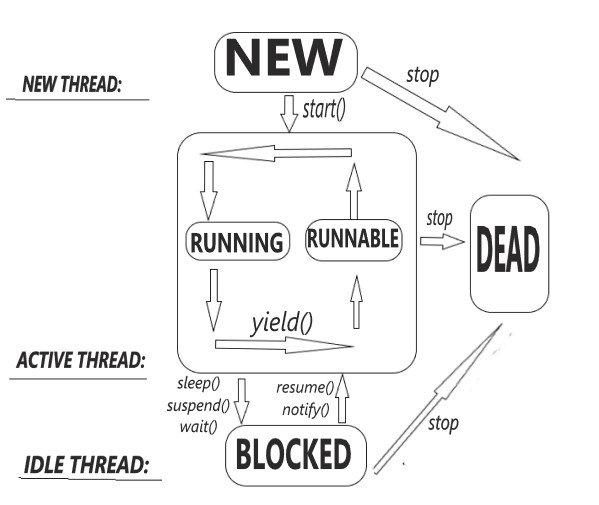 NEW
stop
NEW THREAD:
start()
stop
RUNNING
RUNNABLE
DEAD
yield()
ACTIVE THREAD:
sleep()
suspend()
wait()
resume()
notify()
stop
IDLE THREAD:
BLOCKED